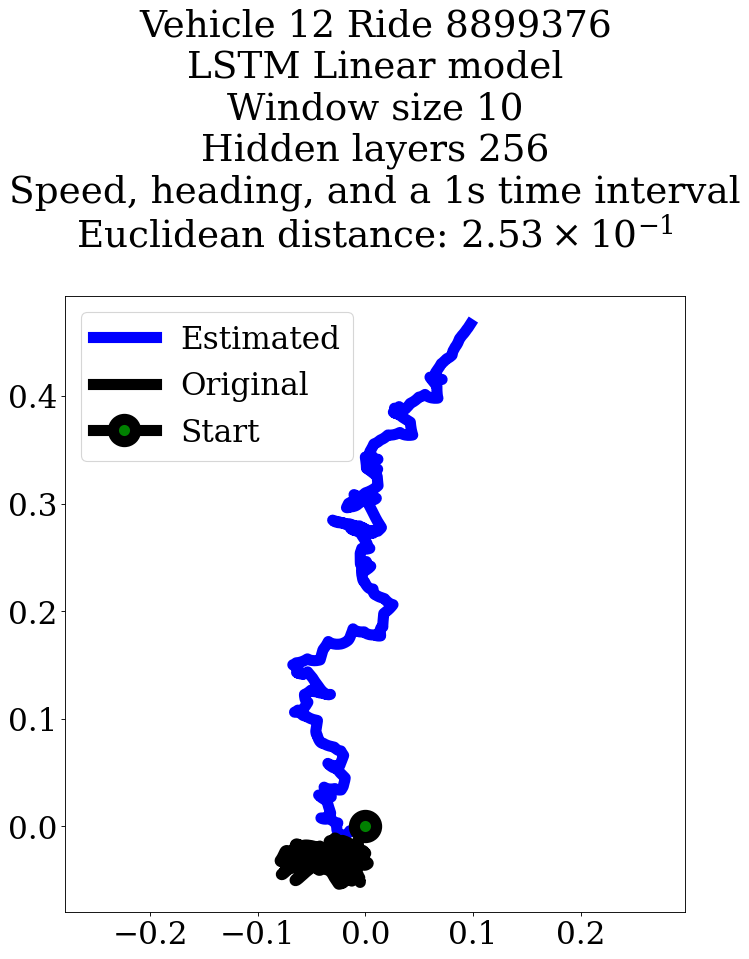 Vehicle 12 Ride 8899376
LSTM Linear model
Window size 10
Hidden layers 256
Speed, heading, and a 1s time interval
Euclidean distance: $2.53 \times 10^{-1}$
Estimated
Original
Start
0.4
0.3
0.2
0.1
0.0
−0.2 −0.1 0.0 0.1 0.2